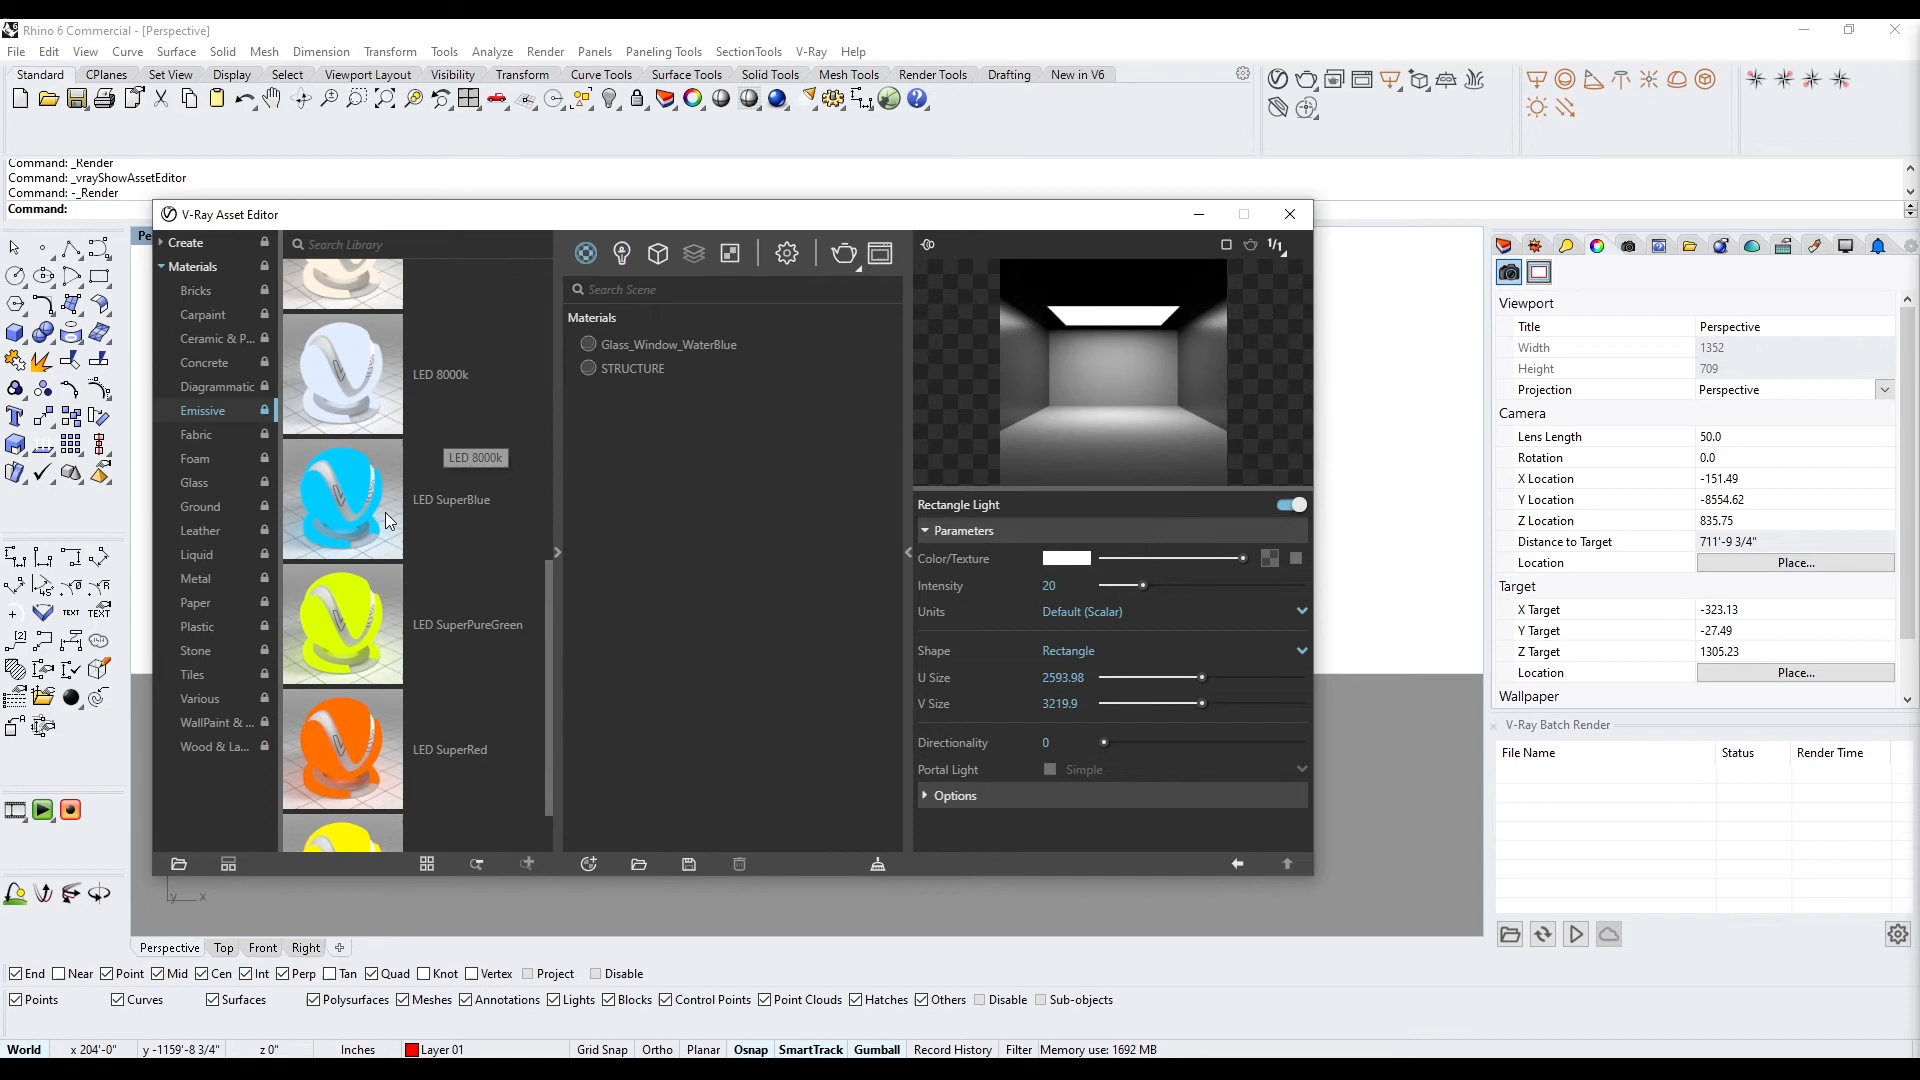 Rhino 6 Commercial - [Perspective]
File Edit View Curve Surface Solid Mesh Dimension Transform Tools Analyze Render Panels Paneling Tools SectionTools V-Ray Help
Standard CPlanes Set View Display Select Viewport Layout Visibility Transform Curve Tools Surface Tools Solid Tools Mesh Tools Render Tools Drafting New in V6
Command: _Render
Command: _vrayShowAssetEditor
Command: -_Render
Command:
Pe
V-Ray Asset Editor
Create
Materials
Bricks
Carpaint
Ceramic & P...
Concrete
Diagrammatic
Emissive
Fabric
Foam
Glass
Ground
Leather
Liquid
Metal
Paper
Plastic
Stone
Tiles
Various
WallPaint & ...
Wood & La...
Search Library
LED 8000k
LED 8000k
LED SuperBlue
LED SuperPureGreen
LED SuperRed
Search Scene
Materials
Glass_Window_WaterBlue
STRUCTURE
1/1
Rectangle Light
Parameters
Color/Texture
Intensity 20
Units Default (Scalar)
Shape Rectangle
U Size 2593.98
V Size 3219.9
Directionality 0
Portal Light Simple
Options
Viewport
Title Perspective
Width 1352
Height 709
Projection Perspective
Camera
Lens Length 50.0
Rotation 0.0
X Location -151.49
Y Location -8554.62
Z Location 835.75
Distance to Target 711'-9 3/4"
Location Place...
Target
X Target -323.13
Y Target -27.49
Z Target 1305.23
Location Place...
Wallpaper
V-Ray Batch Render
File Name Status Render Time
TEXT TEXT
y x
Perspective Top Front Right
End Near Point Mid Cen Int Perp Tan Quad Knot Vertex Project Disable
Points Curves Surfaces Polysurfaces Meshes Annotations Lights Blocks Control Points Point Clouds Hatches Others Disable Sub-objects
World x 204'-0" y -1159'-8 3/4" z 0" Inches Layer 01 Grid Snap Ortho Planar Osnap SmartTrack Gumball Record History Filter Memory use: 1692 MB